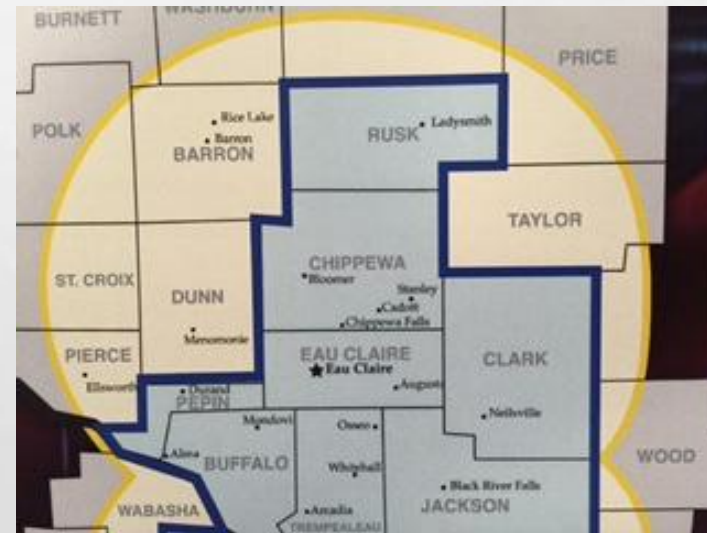 BURNETT
WASHBURN
PRICE
POLK
Rice Lake
Barron
BARRON
RUSK
Ladysmith
TAYLOR
ST. CROIX
DUNN
CHIPPEWA
Bloomer
Stanley
Cadott
Chippewa Falls
Menomonie
PIERCE
Ellsworth
EAU CLAIRE
Eau Claire
Augusta
CLARK
Durand
PEPIN
Neillsville
Mondovi
Osseo
Alma
BUFFALO
Whitehall
WOOD
Black River Falls
JACKSON
WABASHA
Arcadia
TREMPEALEAU